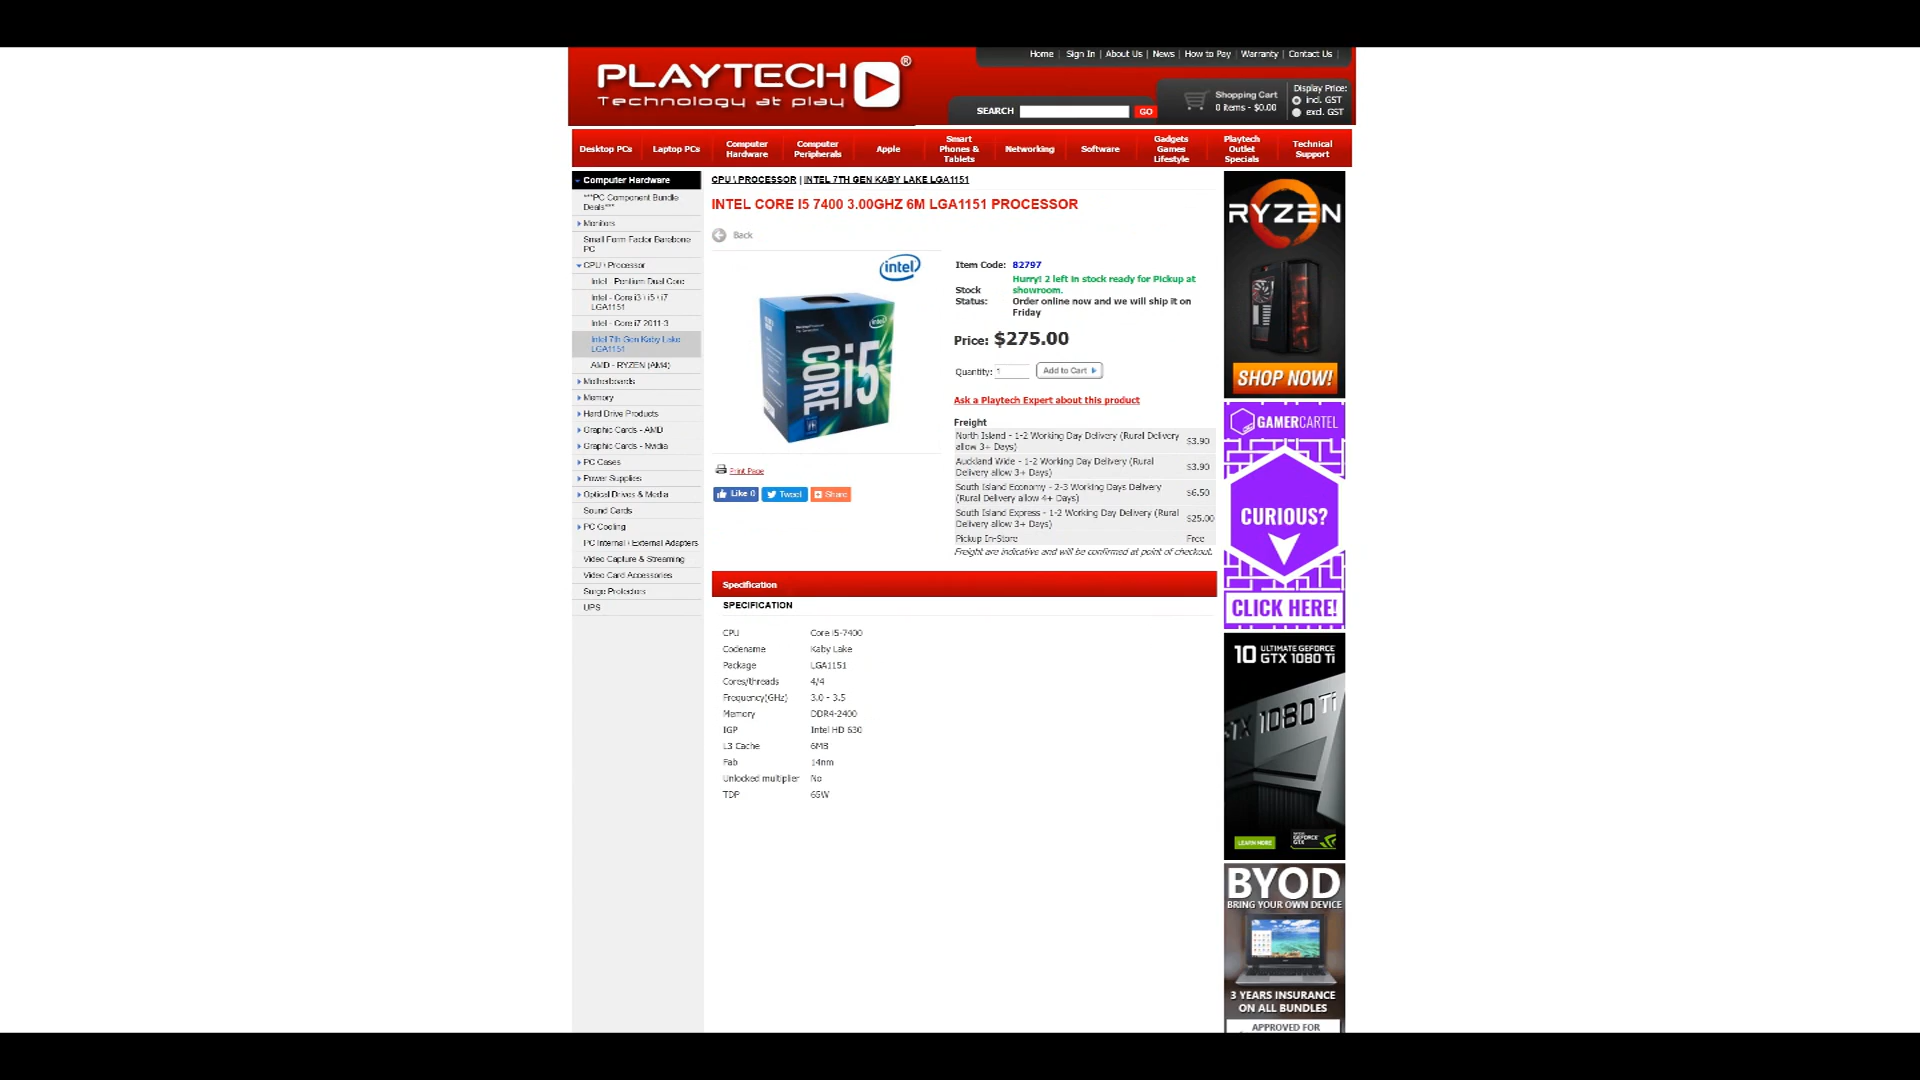 Home | Sign In | About Us | News | How to Pay | Warranty | Contact Us |
PLAYTECH®
Technology at play
SEARCH GO
Shopping Cart
0 items - $0.00
Display Price:
incl. GST
excl. GST
Desktop PCs
Laptop PCs
Computer Hardware
Computer Peripherals
Apple
Smart Phones & Tablets
Networking
Software
Gadgets Games Lifestyle
Playtech Outlet Specials
Technical Support
Computer Hardware
***PC Component Bundle
Deals***
Monitors
Small Form Factor Barebone
PC
CPU \ Processor
Intel - Pentium Dual Core
Intel - Core i3 \ i5 \ i7
LGA1151
Intel - Core i7 2011-3
Intel 7th Gen Kaby Lake
LGA1151
AMD - RYZEN (AM4)
Motherboards
Memory
Hard Drive Products
Graphic Cards - AMD
Graphic Cards - Nvidia
PC Cases
Power Supplies
Optical Drives & Media
Sound Cards
PC Cooling
PC Internal \ External Adapters
Video Capture & Streaming
Video Card Accessories
Surge Protectors
UPS
CPU \ PROCESSOR | INTEL 7TH GEN KABY LAKE LGA1151
INTEL CORE I5 7400 3.00GHZ 6M LGA1151 PROCESSOR
Back
intel
intel
CORE i5
Print Page
Like 0
Tweet
Share
Item Code: 82797
Stock Status:
Hurry! 2 left in stock ready for Pickup at
showroom.
Order online now and we will ship it on
Friday
Price: $275.00
Quantity: 1 Add to Cart
Ask a Playtech Expert about this product
Freight
North Island - 1-2 Working Day Delivery (Rural Delivery
allow 3+ Days) $3.90
Auckland Wide - 1-2 Working Day Delivery (Rural
Delivery allow 3+ Days) $3.90
South Island Economy - 2-3 Working Days Delivery
(Rural Delivery allow 4+ Days) $6.50
South Island Express - 1-2 Working Day Delivery (Rural
Delivery allow 3+ Days) $25.00
Pickup In-Store Free
Freight are indicative and will be confirmed at point of checkout.
Specification
SPECIFICATION
CPU Core i5-7400
Codename Kaby Lake
Package LGA1151
Cores/threads 4/4
Frequency(GHz) 3.0 - 3.5
Memory DDR4-2400
IGP Intel HD 630
L3 Cache 6MB
Fab 14nm
Unlocked multiplier No
TDP 65W
RYZEN
SHOP NOW!
GAMERCARTEL
CURIOUS?
CLICK HERE!
10 ULTIMATE GEFORCE
GTX 1080 Ti
GTX 1080 Ti
LEARN MORE
GEFORCE
GTX
BYOD
BRING YOUR OWN DEVICE
3 YEARS INSURANCE
ON ALL BUNDLES
APPROVED FOR